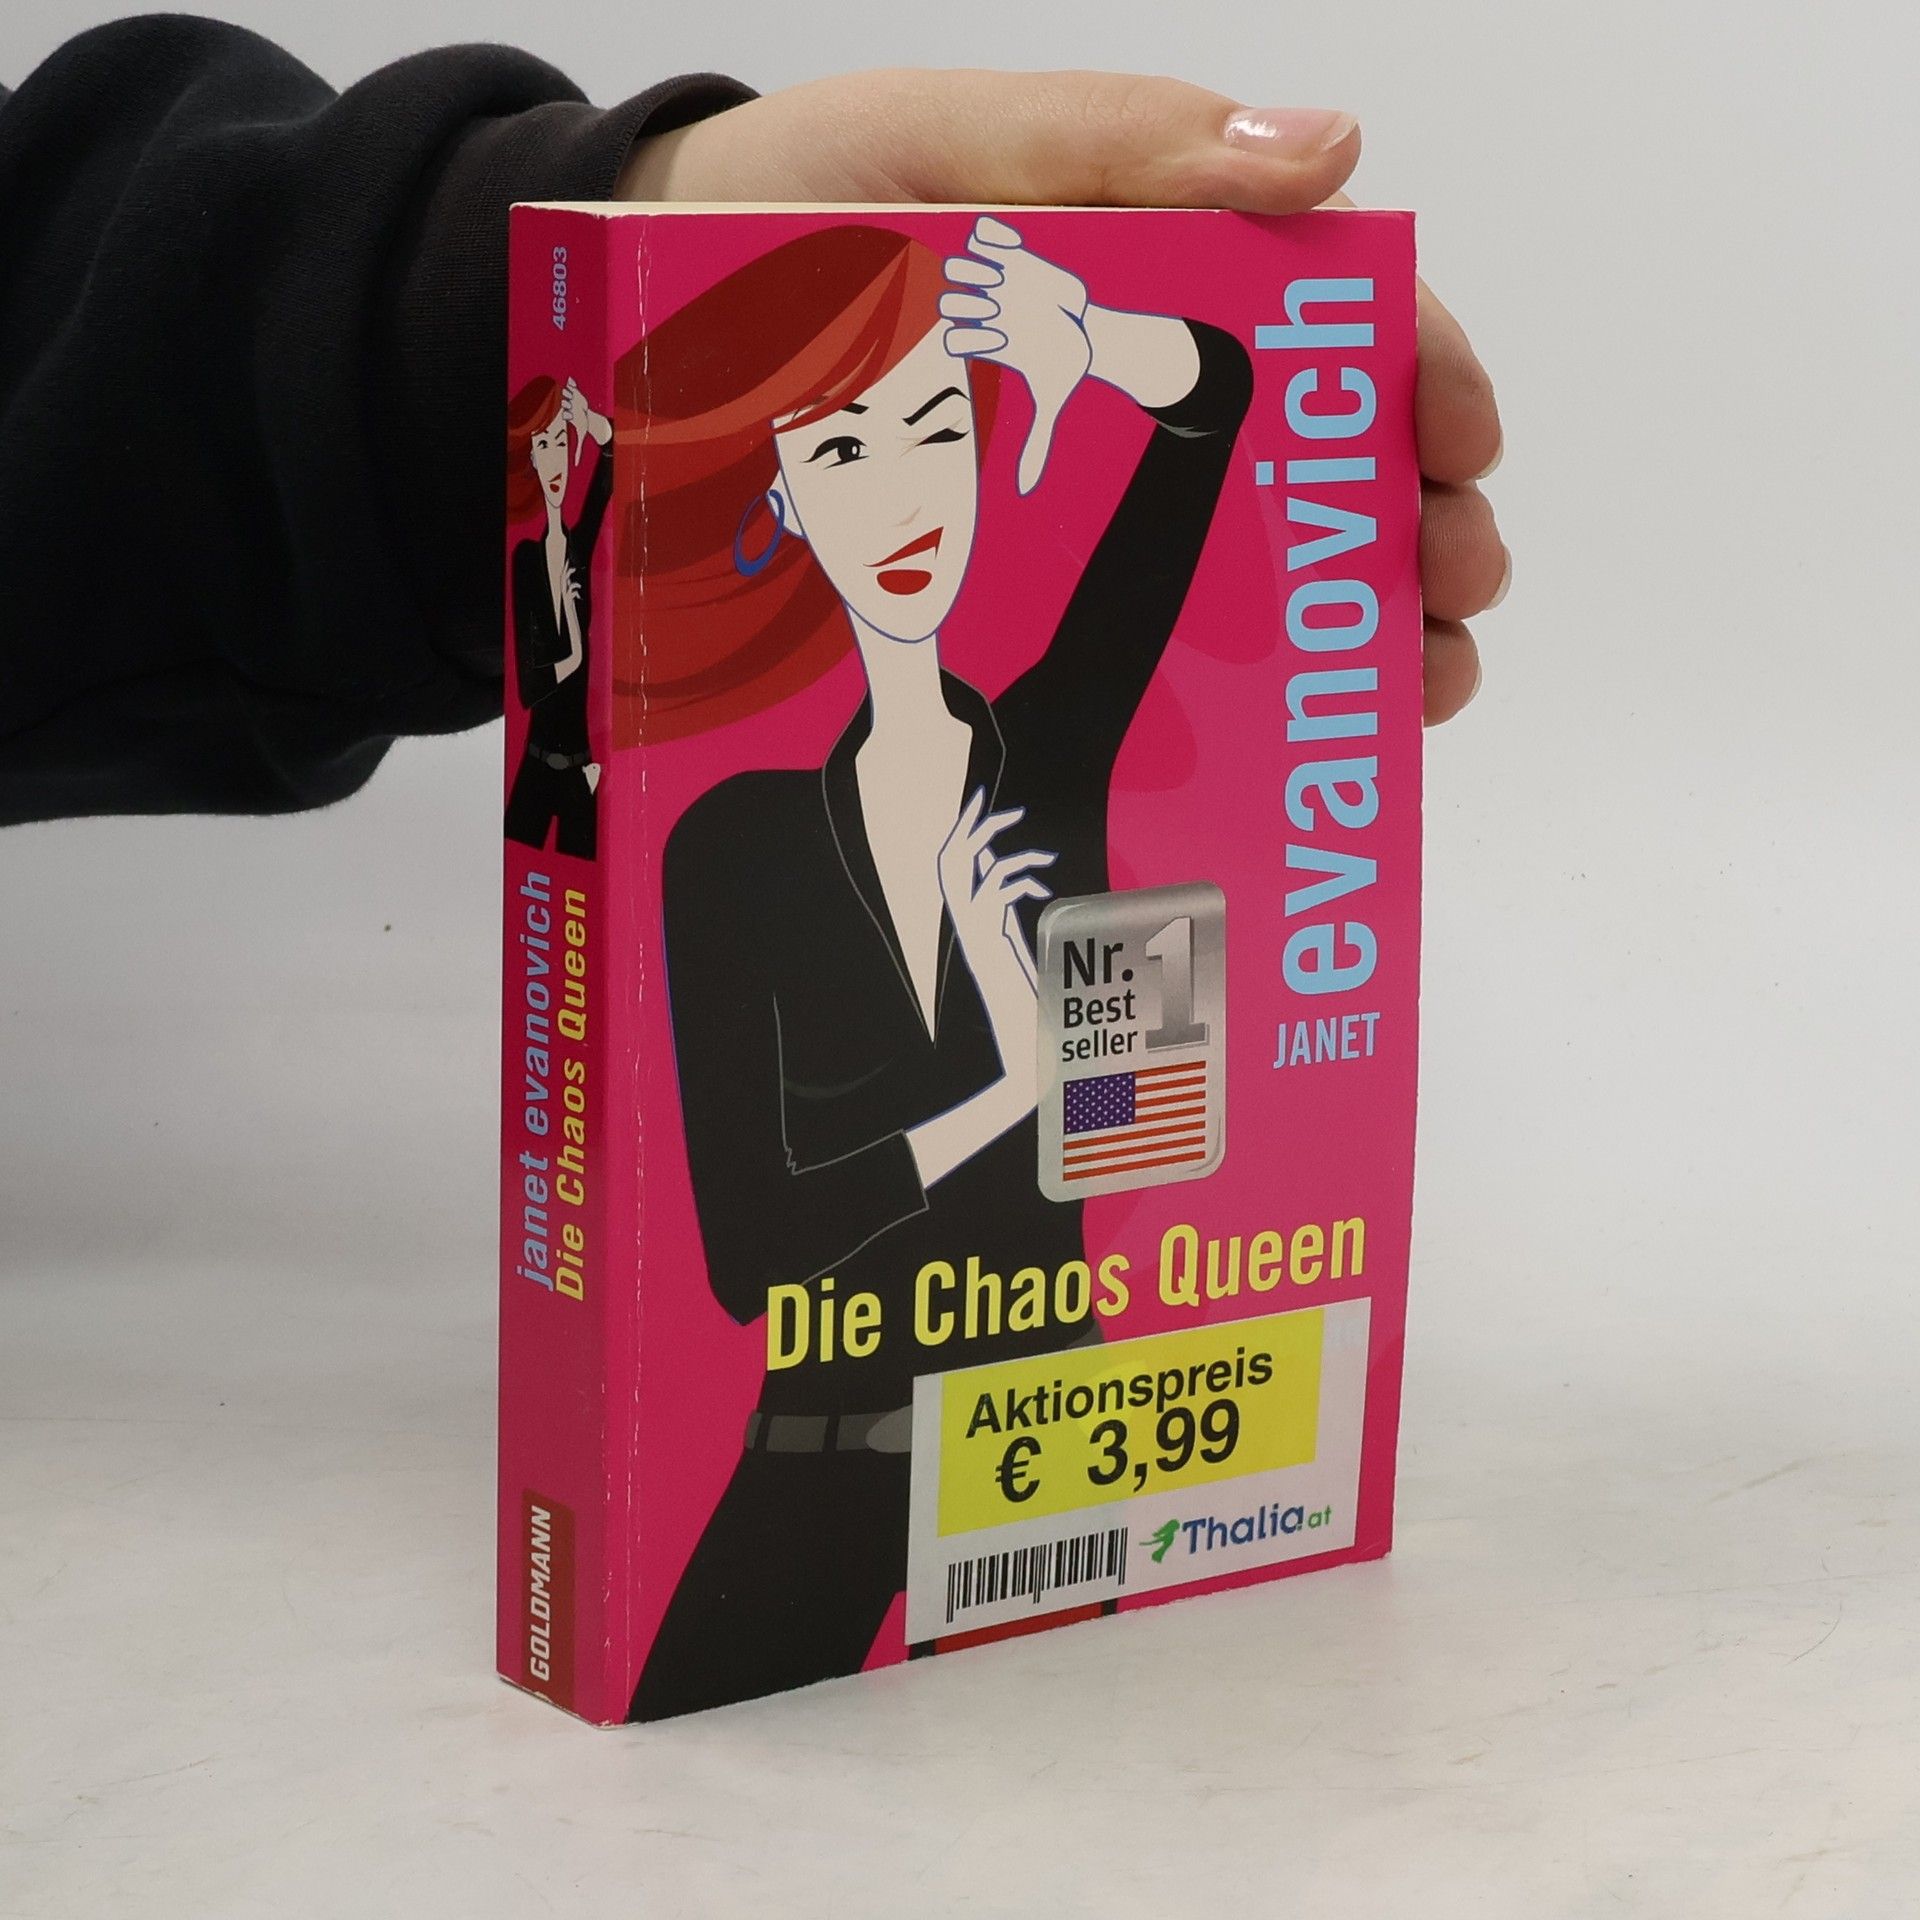 46803
janet evanovich
Die Chaos Queen
GOLDMANN
JANET evanovich
Nr. 1
Best
seller
Die Chaos Queen
Aktionspreis
€ 3,99
Thalia.at